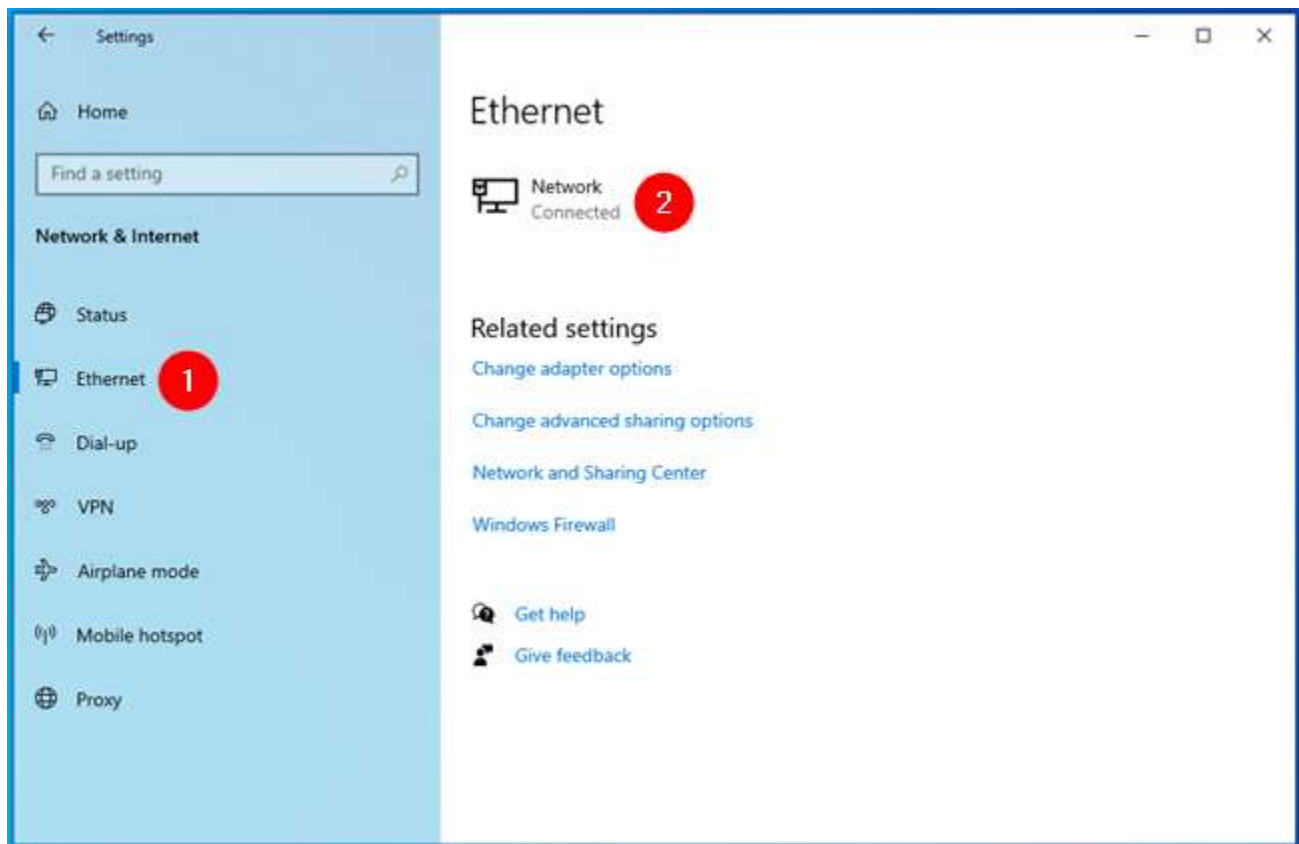 Settings
Home
Find a setting
Network & Internet
Status
Ethernet 1
Dial-up
VPN
Airplane mode
Mobile hotspot
Proxy
Ethernet
Network
Connected
2
Related settings
Change adapter options
Change advanced sharing options
Network and Sharing Center
Windows Firewall
Get help
Give feedback